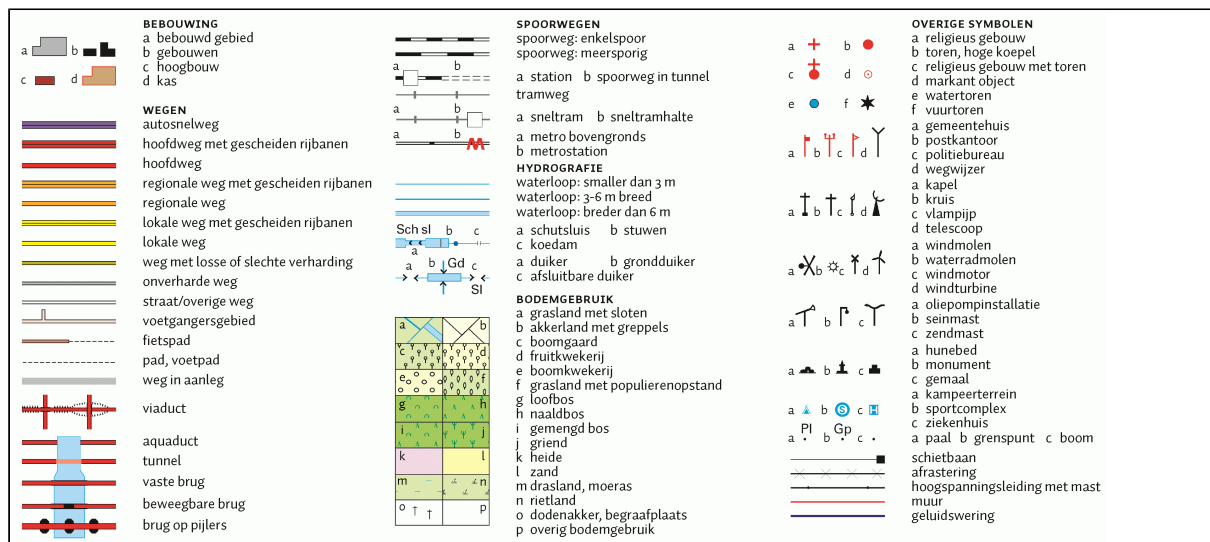 BEBOUWING
a b
a bebouwd gebied
b gebouwen
c d
c hoogbouw
d kas
WEGEN
autosnelweg
hoofdweg met gescheiden rijbanen
hoofdweg
regionale weg met gescheiden rijbanen
regionale weg
lokale weg met gescheiden rijbanen
lokale weg
weg met losse of slechte verharding
onverharde weg
straat/overige weg
voetgangersgebied
fietspad
pad, voetpad
weg in aanleg
viaduct
aquaduct
tunnel
vaste brug
beweegbare brug
brug op pijlers
SPOORWEGEN
spoorweg: enkelspoor
spoorweg: meersporig
a b
a station b spoorweg in tunnel
tramweg
a b
a sneltram b sneltramhalte
a b
a metro bovengronds
b metrostation
HYDROGRAFIE
waterloop: smaller dan 3 m
waterloop: 3-6 m breed
waterloop: breder dan 6 m
Sch sl b c
a
a schutsluis b stuwen
c koedam
a b Gd c
Sl
a duiker b grondduiker
c afsluitbare duiker
BODEMGEBRUIK
a b
c d
e f
g h
i j
k l
m n
o p
a grasland met sloten
b akkerland met greppels
c boomgaard
d fruitkwekerij
e boomkwekerij
f grasland met populierenopstand
g loofbos
h naaldbos
i gemengd bos
j griend
k heide
l zand
m drasland, moeras
n rietland
o dodenakker, begraafplaats
p overig bodemgebruik
OVERIGE SYMBOLEN
a b
c d
e f
a religieus gebouw
b toren, hoge koepel
c religieus gebouw met toren
d markant object
e watertoren
f vuurtoren
a b c d
a gemeentehuis
b postkantoor
c politiebureau
d wegwijzer
a b c d
a kapel
b kruis
c vlampijp
d telescoop
a b c d
a windmolen
b waterradmolen
c windmotor
d windturbine
a b c
a oliepompinstallatie
b seinmast
c zendmast
a b c
a hunebed
b monument
c gemaal
a b S c H
a kampeerterrein
b sportcomplex
c ziekenhuis
Pl Gp
a b c
a paal b grenspunt c boom
schietbaan
afrastering
hoogspanningsleiding met mast
muur
geluidswering